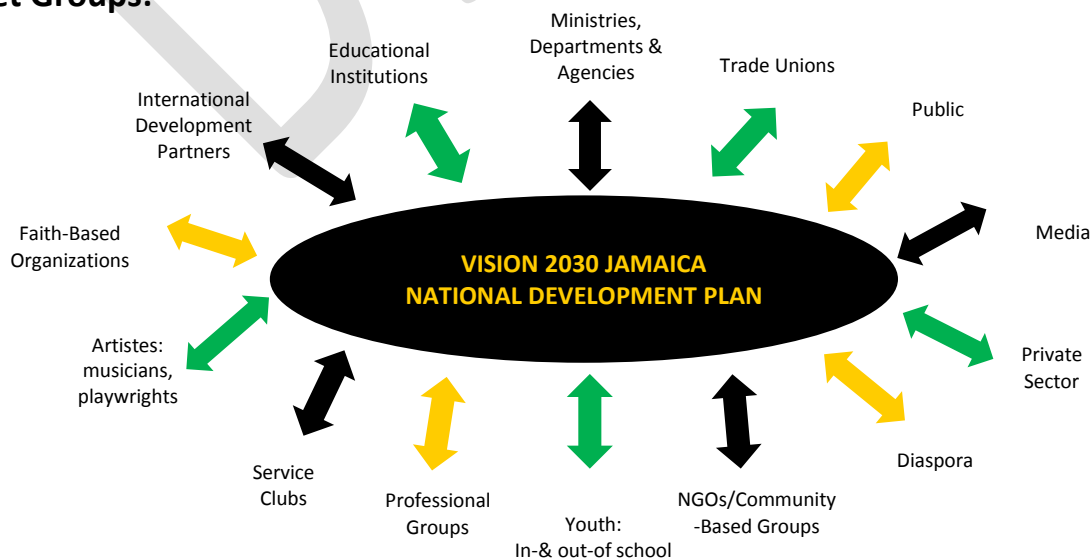 et Groups:
Ministries,
Departments &
Agencies
Educational
Institutions
Trade Unions
International
Development
Partners
Public
Faith-Based
Organizations
Media
VISION 2030 JAMAICA
NATIONAL DEVELOPMENT PLAN
Artistes:
musicians,
playwrights
Private
Sector
Service
Clubs
Diaspora
Professional
Groups
Youth:
In-& out-of school
NGOs/Community
-Based Groups